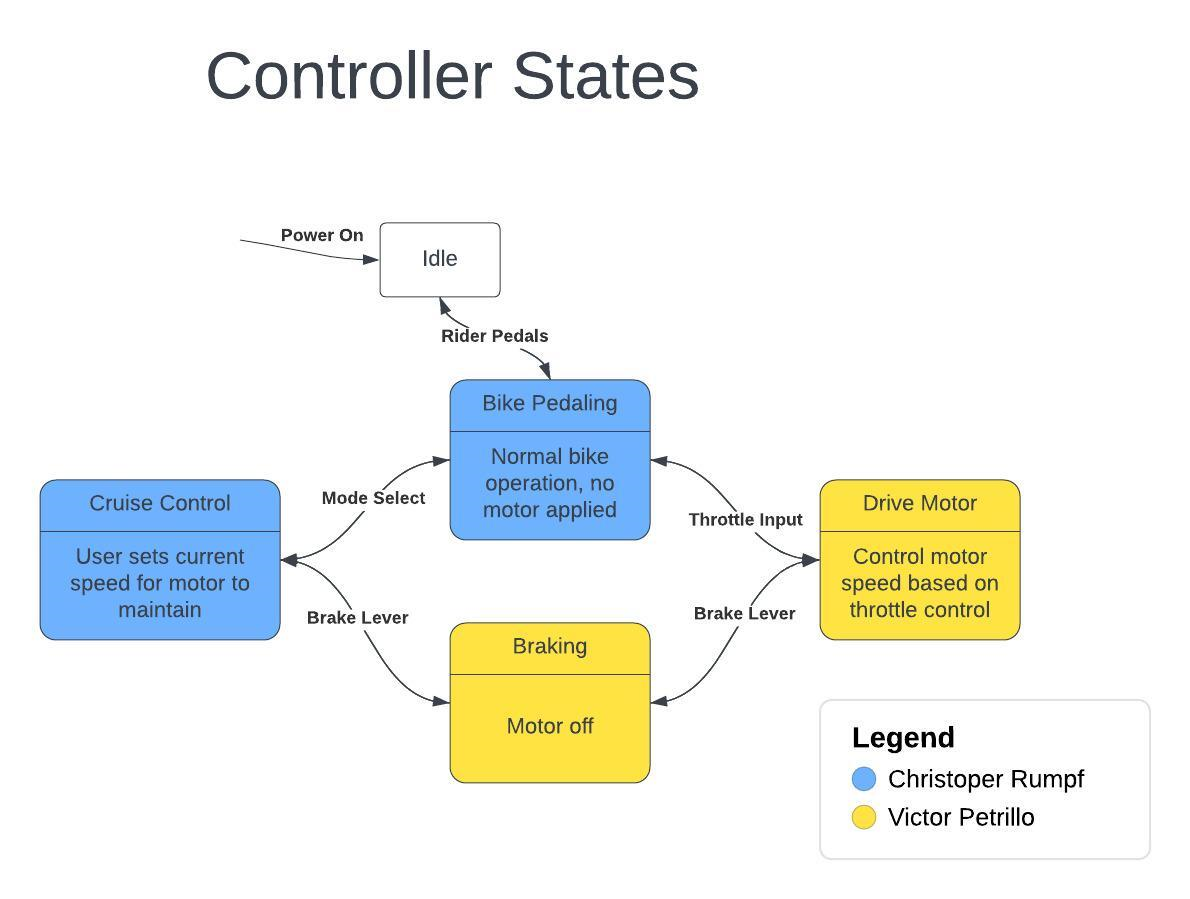 Controller States
Power On
Idle
Rider Pedals
Bike Pedaling
Normal bike
operation, no
motor applied
Mode Select
Throttle Input
Cruise Control
User sets current
speed for motor to
maintain
Drive Motor
Control motor
speed based on
throttle control
Brake Lever
Brake Lever
Braking
Motor off
Legend
Christoper Rumpf
Victor Petrillo